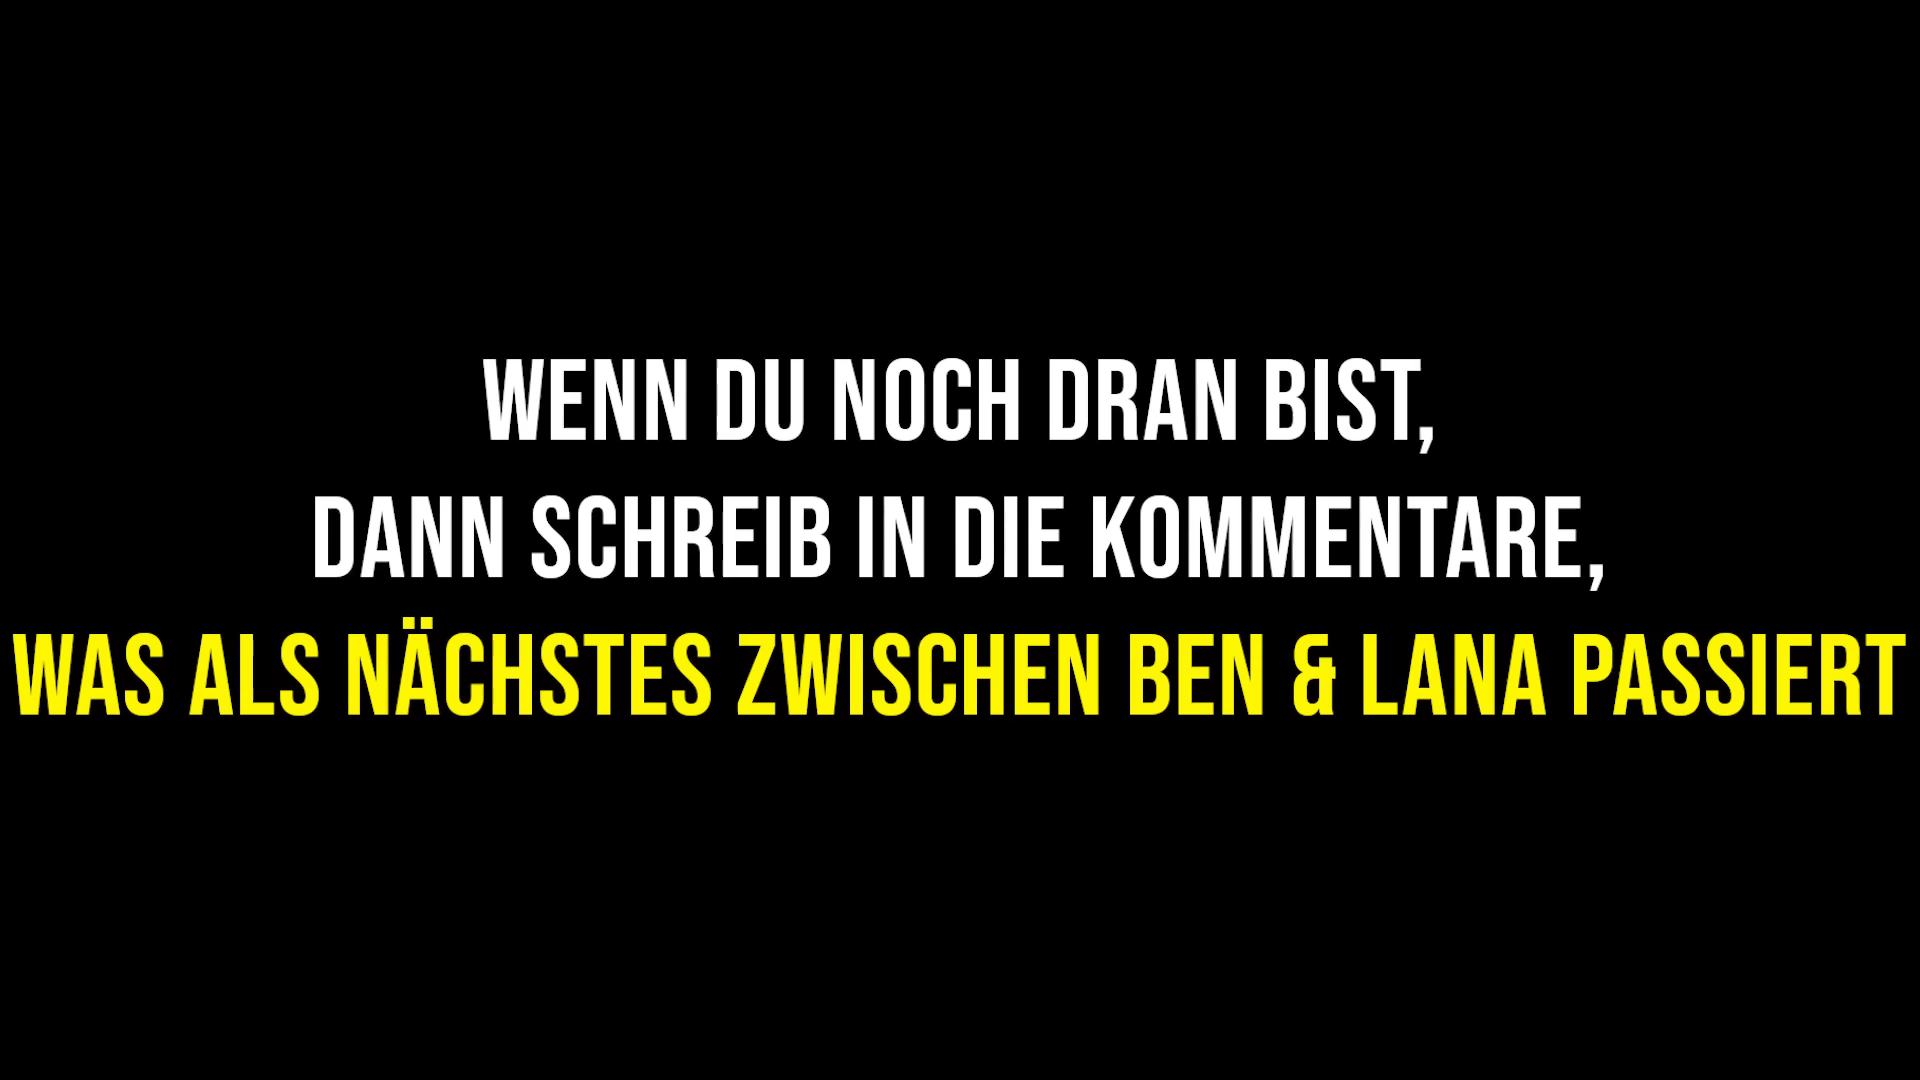 WENN DU NOCH DRAN BIST,
DANN SCHREIB IN DIE KOMMENTARE,
WAS ALS NÄCHSTES ZWISCHEN BEN & LANA PASSIERT